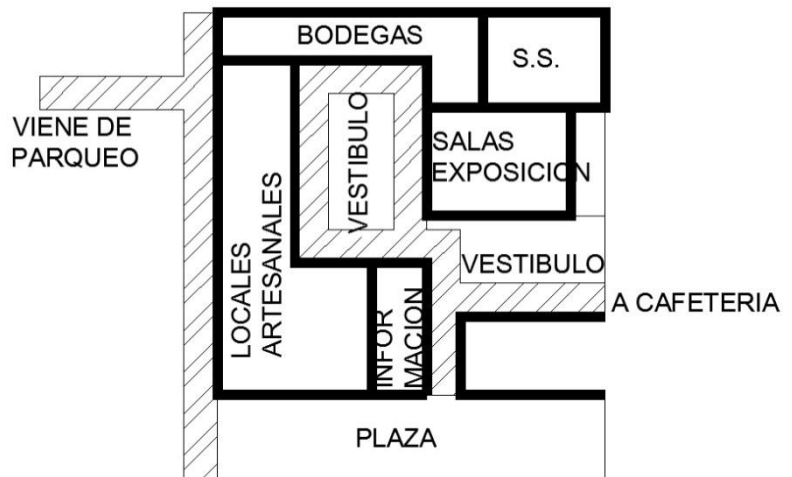 BODEGAS
S.S.
VIENE DE
PARQUEO
VESTIBULO
SALAS
EXPOSICION
LOCALES
ARTESANALES
VESTIBULO
A CAFETERIA
INFOR
MACION
PLAZA